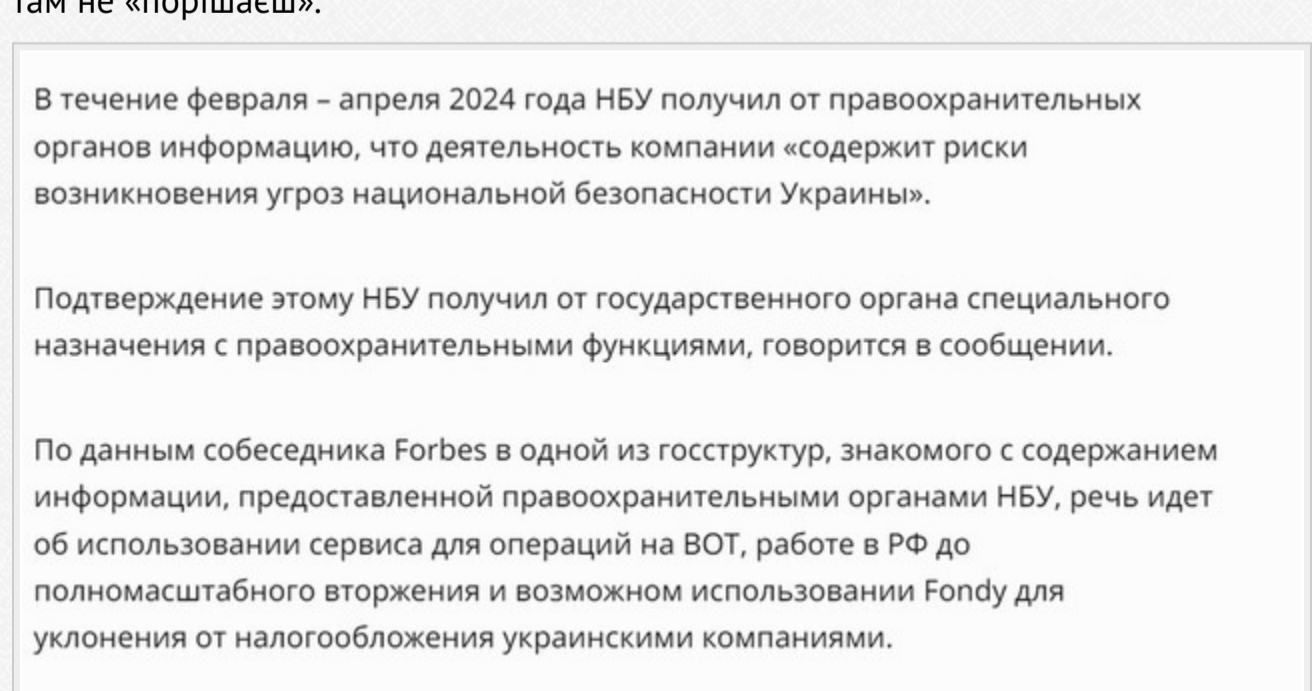 там не «порішаєш».
В течение февраля – апреля 2024 года НБУ получил от правоохранительных
органов информацию, что деятельность компании «содержит риски
возникновения угроз национальной безопасности Украины».
Подтверждение этому НБУ получил от государственного органа специального
назначения с правоохранительными функциями, говорится в сообщении.
По данным собеседника Forbes в одной из госструктур, знакомого с содержанием
информации, предоставленной правоохранительными органами НБУ, речь идет
об использовании сервиса для операций на ВОТ, работе в РФ до
полномасштабного вторжения и возможном использовании Fondy для
уклонения от налогообложения украинскими компаниями.